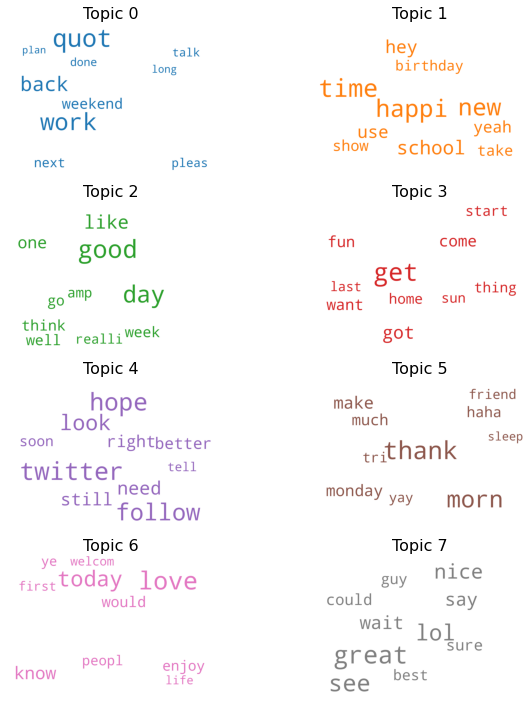 Topic 0
quot
plan
talk
done
long
back
weekend
work
next
pleas
Topic 1
hey
birthday
time
happi
new
yeah
use
show
school
take
Topic 2
like
one
good
amp
day
go
think
week
well
realli
Topic 3
start
fun
come
get
last
thing
home
sun
want
got
Topic 4
hope
look
soon
right
better
twitter
tell
need
still
follow
Topic 5
friend
make
haha
much
sleep
thank
tri
monday
yay
morn
Topic 6
ye
welcom
today
love
first
would
peopl
enjoy
know
life
Topic 7
nice
guy
could
say
wait
lol
sure
great
best
see